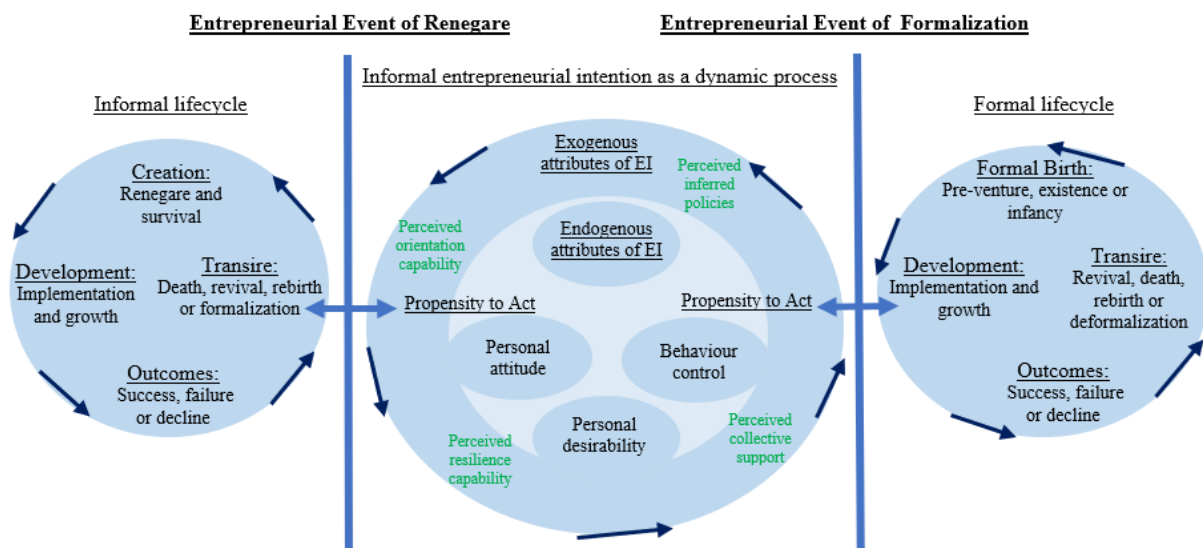 Entrepreneurial Event of Renegare
Entrepreneurial Event of  Formalization
Informal entrepreneurial intention as a dynamic process
Informal lifecycle
Creation:
Renegare and
survival
Development:
Implementation
and growth
Transire:
Death, revival, rebirth
or formalization
Outcomes:
Success, failure
or decline
Exogenous
attributes of EI
Perceived
inferred
policies
Perceived
orientation
capability
Endogenous
attributes of EI
Propensity to Act
Propensity to Act
Personal
attitude
Behaviour
control
Personal
desirability
Perceived
resilience
capability
Perceived
collective
support
Formal lifecycle
Formal Birth:
Pre-venture, existence or
infancy
Development:
Implementation and
growth
Transire:
Revival, death,
rebirth or
deformalization
Outcomes:
Success, failure
or decline